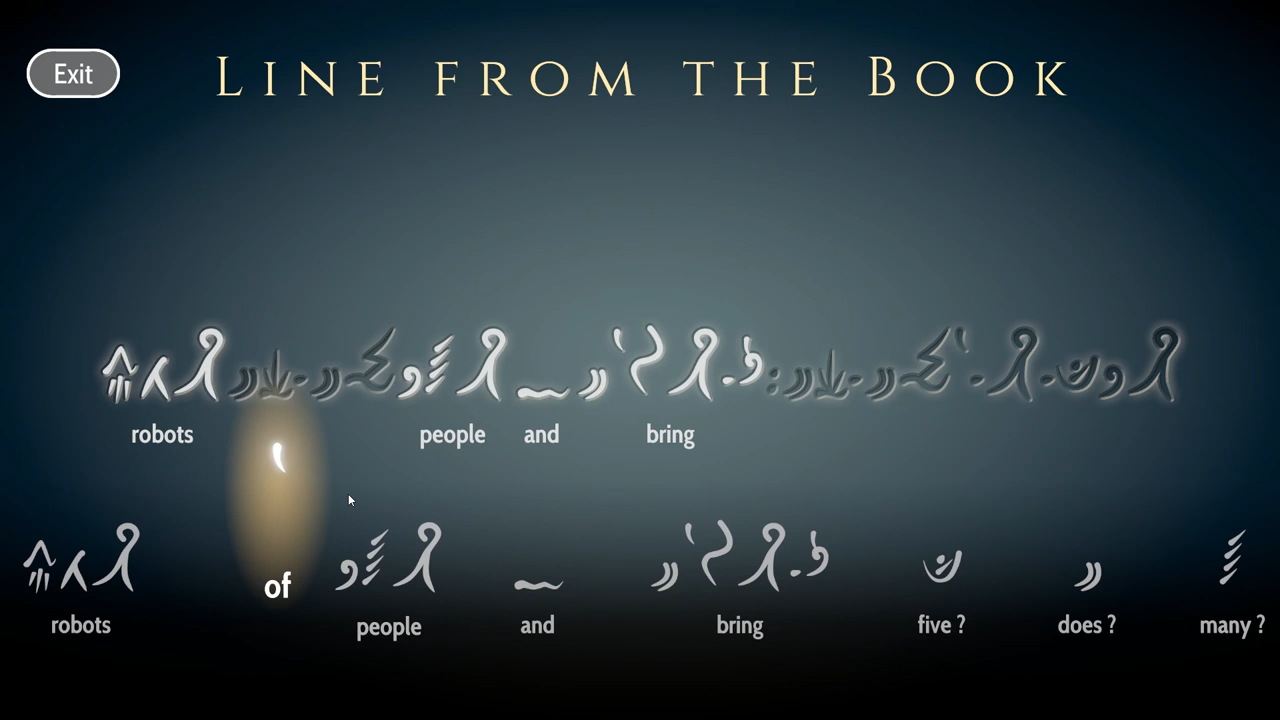 Exit
Line from the Book
robots people and bring
of
robots people and bring five ? does ? many ?